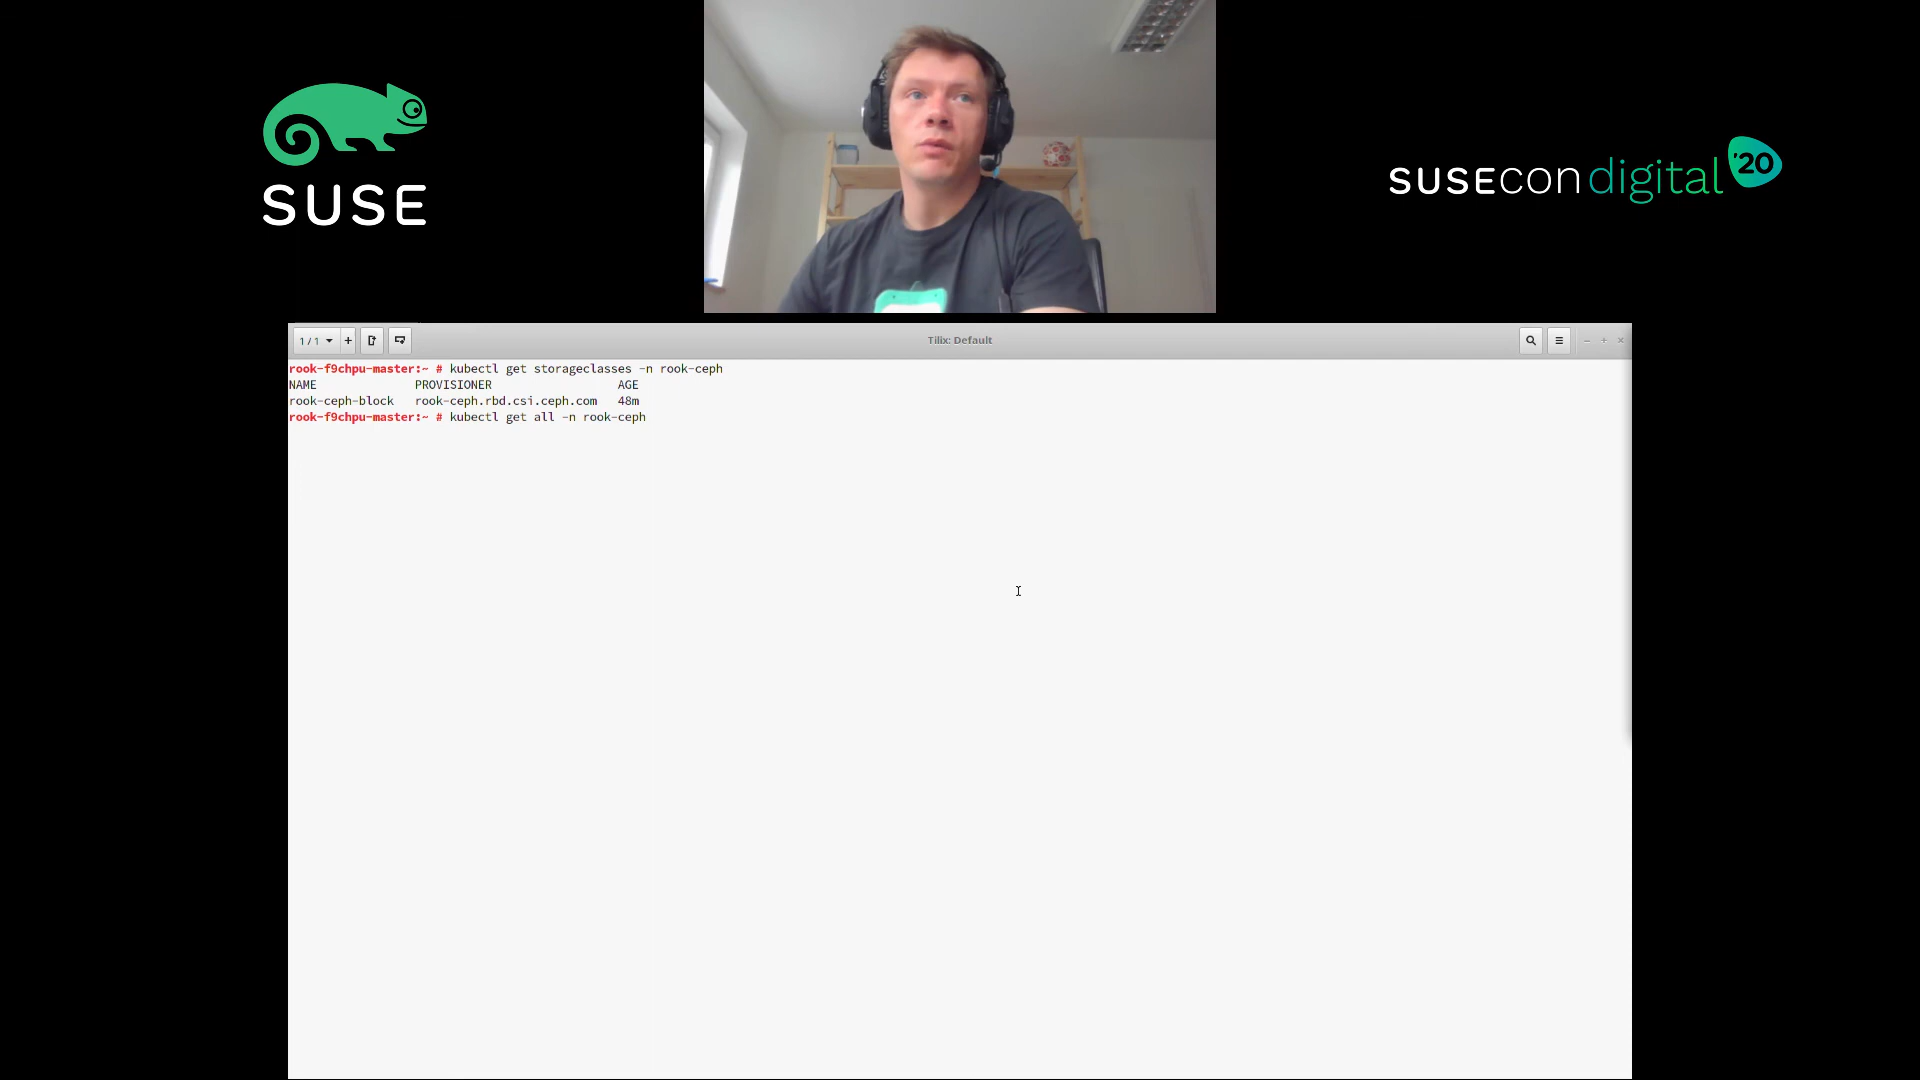 SUSE
SUSECON digital '20
1 / 1
Tilix: Default
rook-f9chpu-master:~ # kubectl get storageclasses -n rook-ceph
NAME PROVISIONER AGE
rook-ceph-block rook-ceph.rbd.csi.ceph.com 48m
rook-f9chpu-master:~ # kubectl get all -n rook-ceph